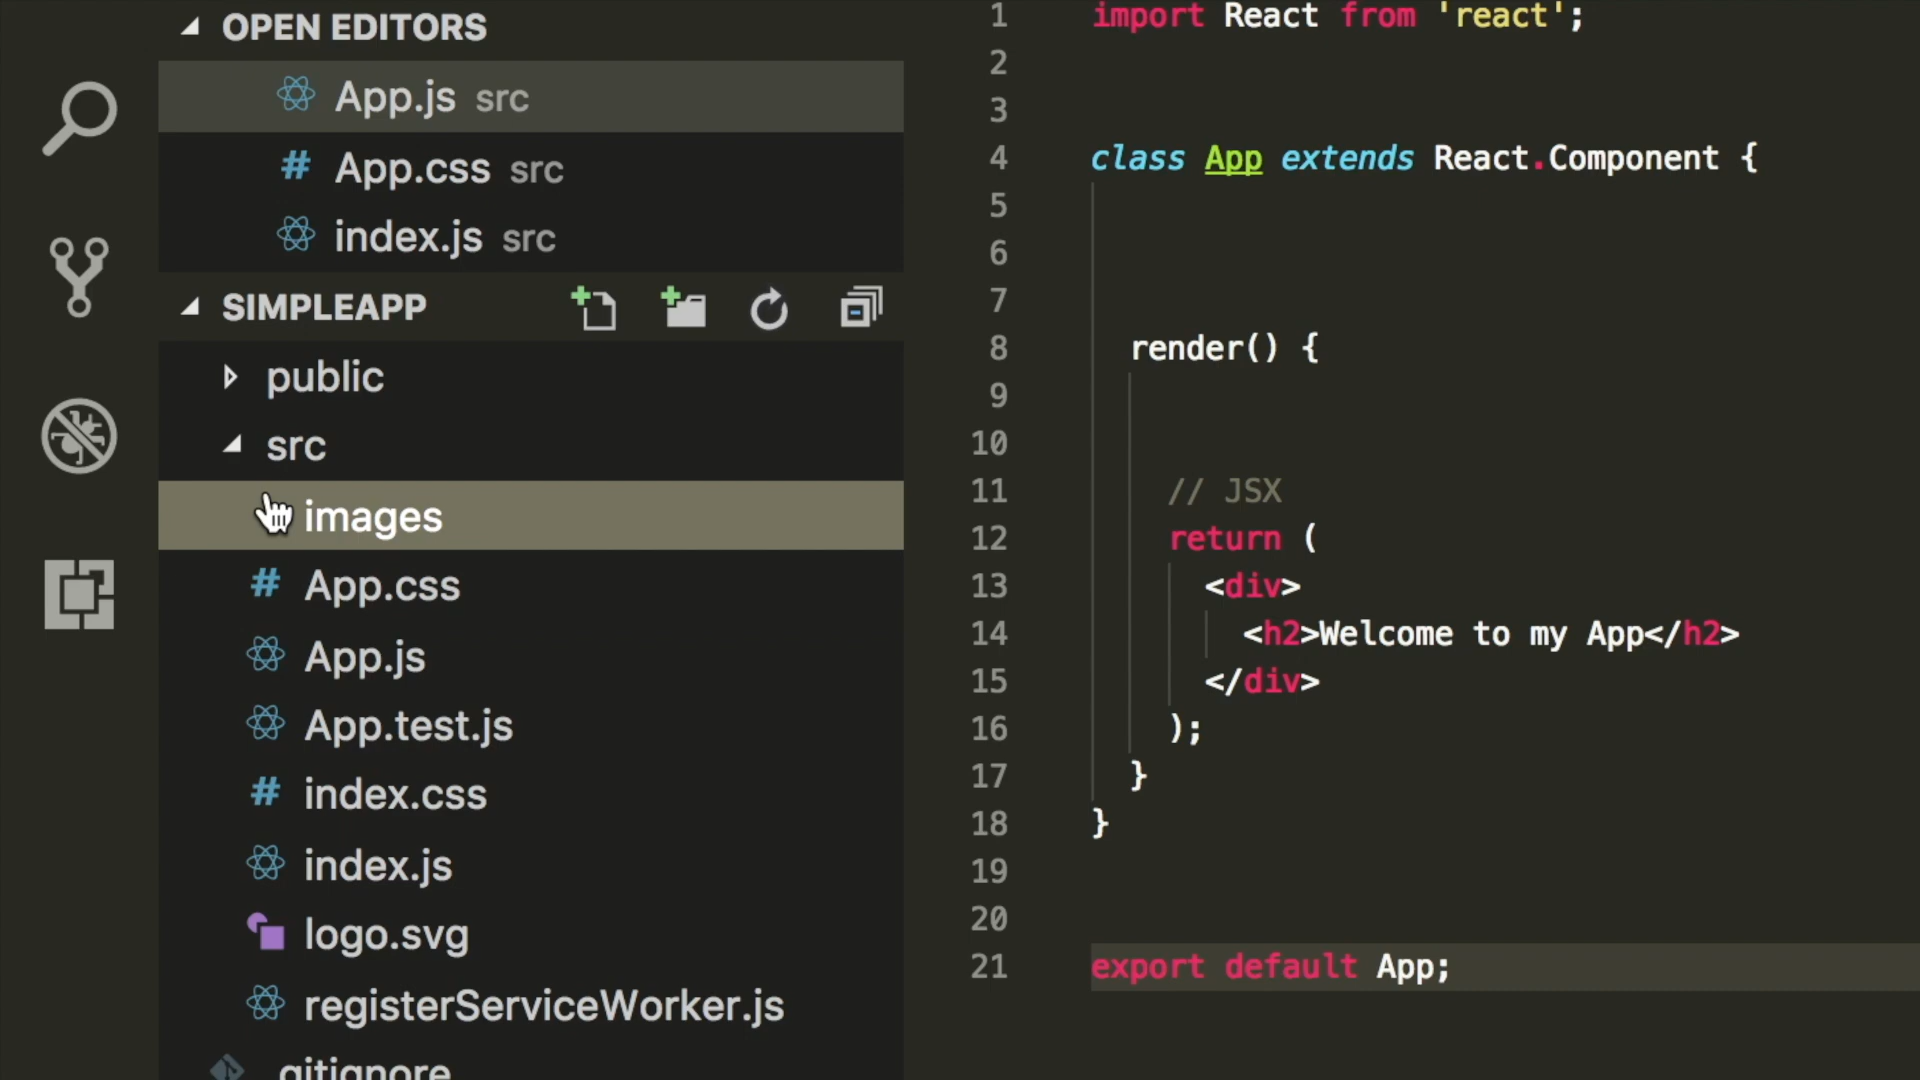 OPEN EDITORS
App.js src
# App.css src
index.js src
SIMPLEAPP
public
src
images
# App.css
App.js
App.test.js
# index.css
index.js
logo.svg
registerServiceWorker.js
.gitignore
1 import React from 'react';
2
3
4 class App extends React.Component {
5
6
7
8 render() {
9
10
11 // JSX
12 return (
13 <div>
14 <h2>Welcome to my App</h2>
15 </div>
16 );
17 }
18 }
19
20
21 export default App;